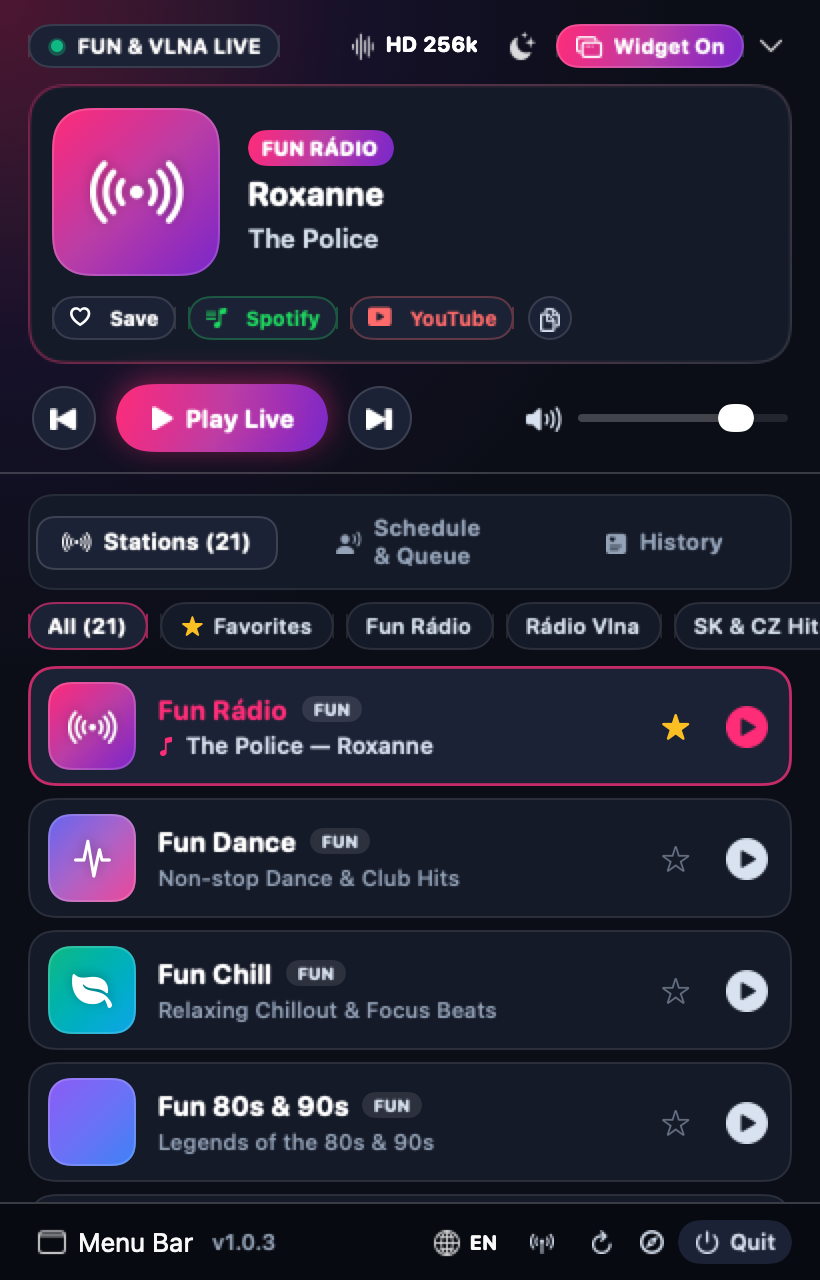 FUN & VLNA LIVE
HD 256k
Widget On
FUN RÁDIO
Roxanne
The Police
Save
Spotify
YouTube
Play Live
Stations (21)
Schedule
& Queue
History
All (21)
Favorites
Fun Rádio
Rádio Vlna
SK & CZ Hit
Fun Rádio FUN
The Police — Roxanne
Fun Dance FUN
Non-stop Dance & Club Hits
Fun Chill FUN
Relaxing Chillout & Focus Beats
Fun 80s & 90s FUN
Legends of the 80s & 90s
Menu Bar v1.0.3
EN
Quit